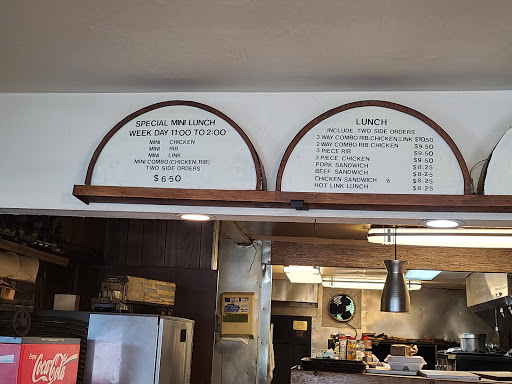 SPECIAL MINI LUNCH
WEEK DAY 11:00 TO 2:00
MINI CHICKEN
MINI RIB
MINI LINK
MINI COMBO (CHICKEN, RIB)
TWO SIDE ORDERS
$6.50
LUNCH
INCLUDE TWO SIDE ORDERS
3 WAY COMBO RIB, CHICKEN, LINK $10.50
2 WAY COMBO RIB, CHICKEN $9.50
3 PIECE RIB $9.50
3 PIECE CHICKEN $9.50
PORK SANDWICH $8.25
BEEF SANDWICH $8.25
CHICKEN SANDWICH $8.25
HOT LINK LUNCH $8.25
Enjoy
Coca-Cola